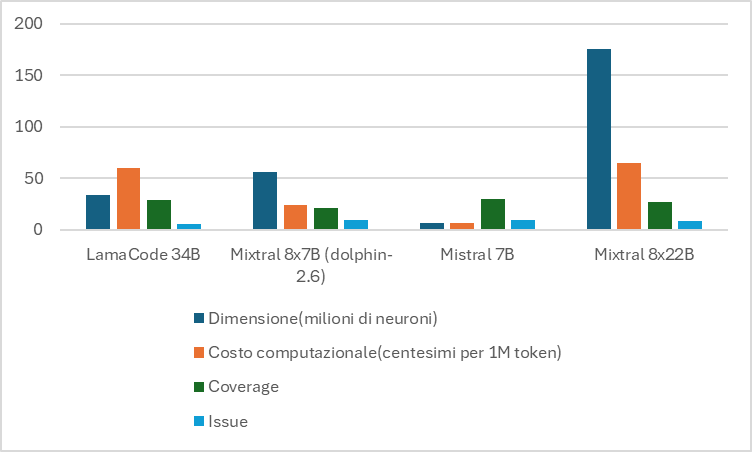 200
150
100
50
0
LamaCode 34B
Mixtral 8x7B (dolphin-
2.6)
Mistral 7B
Mixtral 8x22B
Dimensione(milioni di neuroni)
Costo computazionale(centesimi per 1M token)
Coverage
Issue